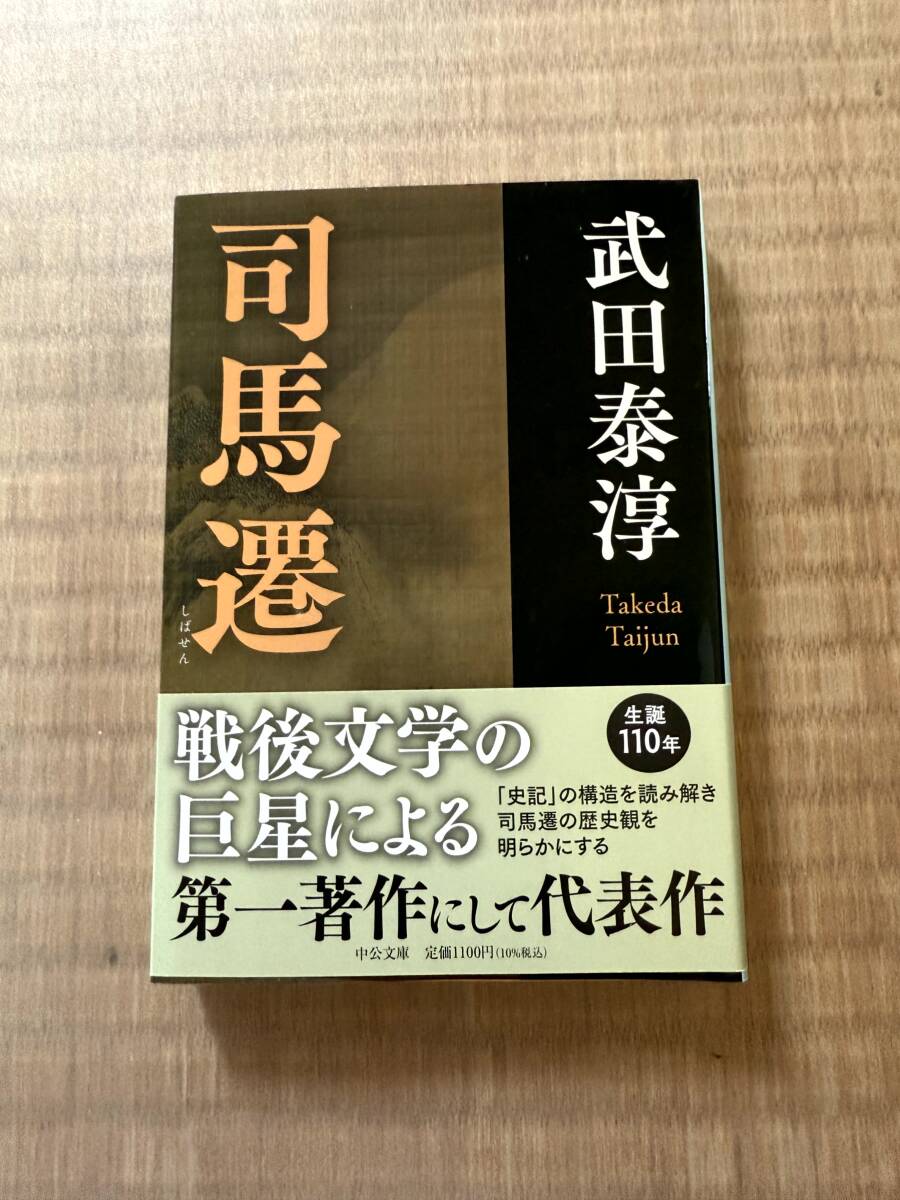 武田泰淳
Takeda
Taijun
司馬遷
しばせん
戦後文学の
巨星による
第一著作にして代表作
生誕
110年
「史記」の構造を読み解き
司馬遷の歴史観を
明らかにする
中公文庫 定価1100円(10%税込)